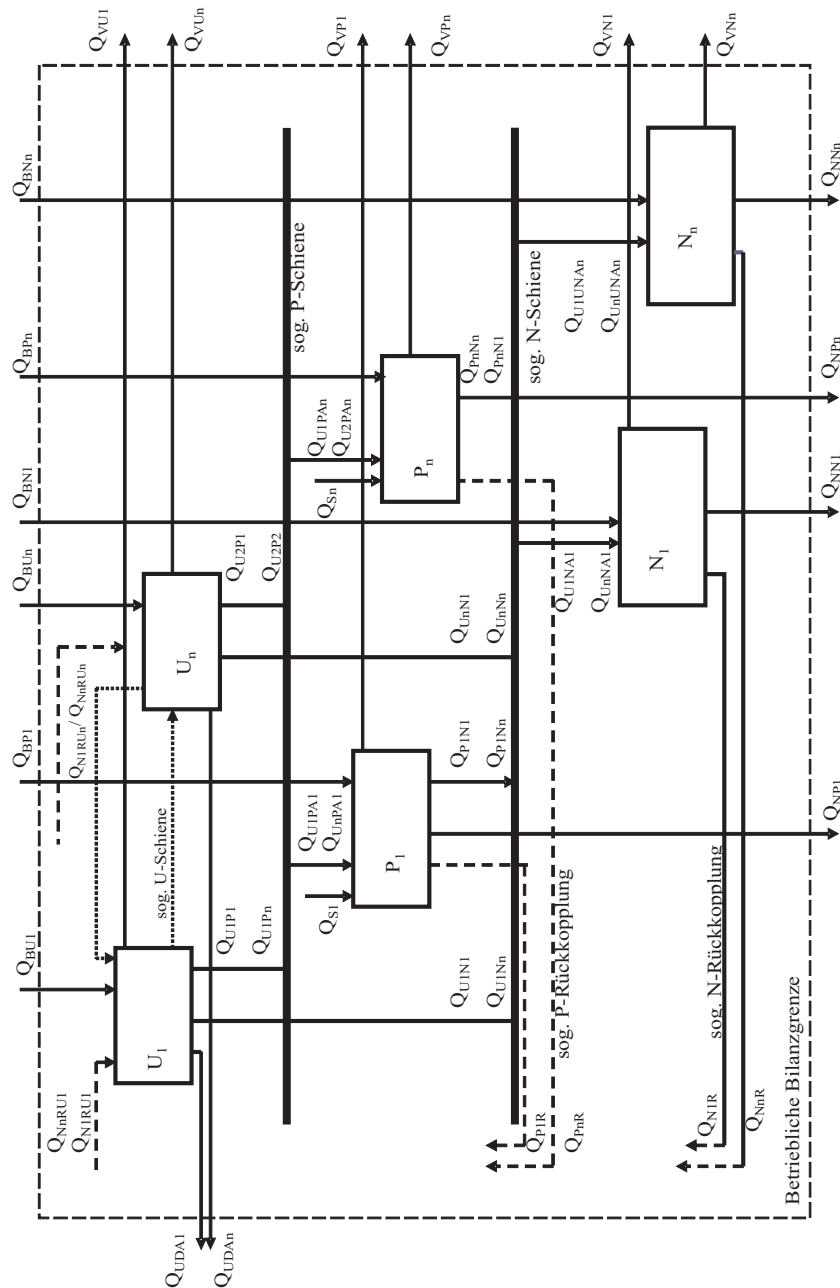 Q_VU1
Q_VUn
Q_VP1
Q_VPn
Q_VN1
Q_VNn
Q_BNn
Q_BPn
Q_BN1
Q_BUn
Q_BP1
Q_BU1
Q_NnRU1
Q_N1RU1
Q_N1RUn / Q_NnRUn
U_n
U_1
sog. U-Schiene
Q_UDA1
Q_UDAn
Q_U2P1
Q_U2P2
Q_U1P1
Q_U1Pn
sog. P-Schiene
Q_U1PAn
Q_U2PAn
Q_Sn
P_n
Q_PnNn
Q_PnN1
Q_UnN1
Q_UnNn
Q_U1PA1
Q_UnPA1
Q_S1
P_1
Q_P1N1
Q_P1Nn
Q_U1N1
Q_U1Nn
sog. N-Schiene
Q_U1UNAn
Q_UnUNAn
N_n
Q_U1NA1
Q_UnNA1
N_1
sog. P-Rückkopplung
Q_P1R
Q_PnR
sog. N-Rückkopplung
Q_N1R
Q_NnR
Betriebliche Bilanzgrenze
Q_NNn
Q_NPn
Q_NN1
Q_NP1